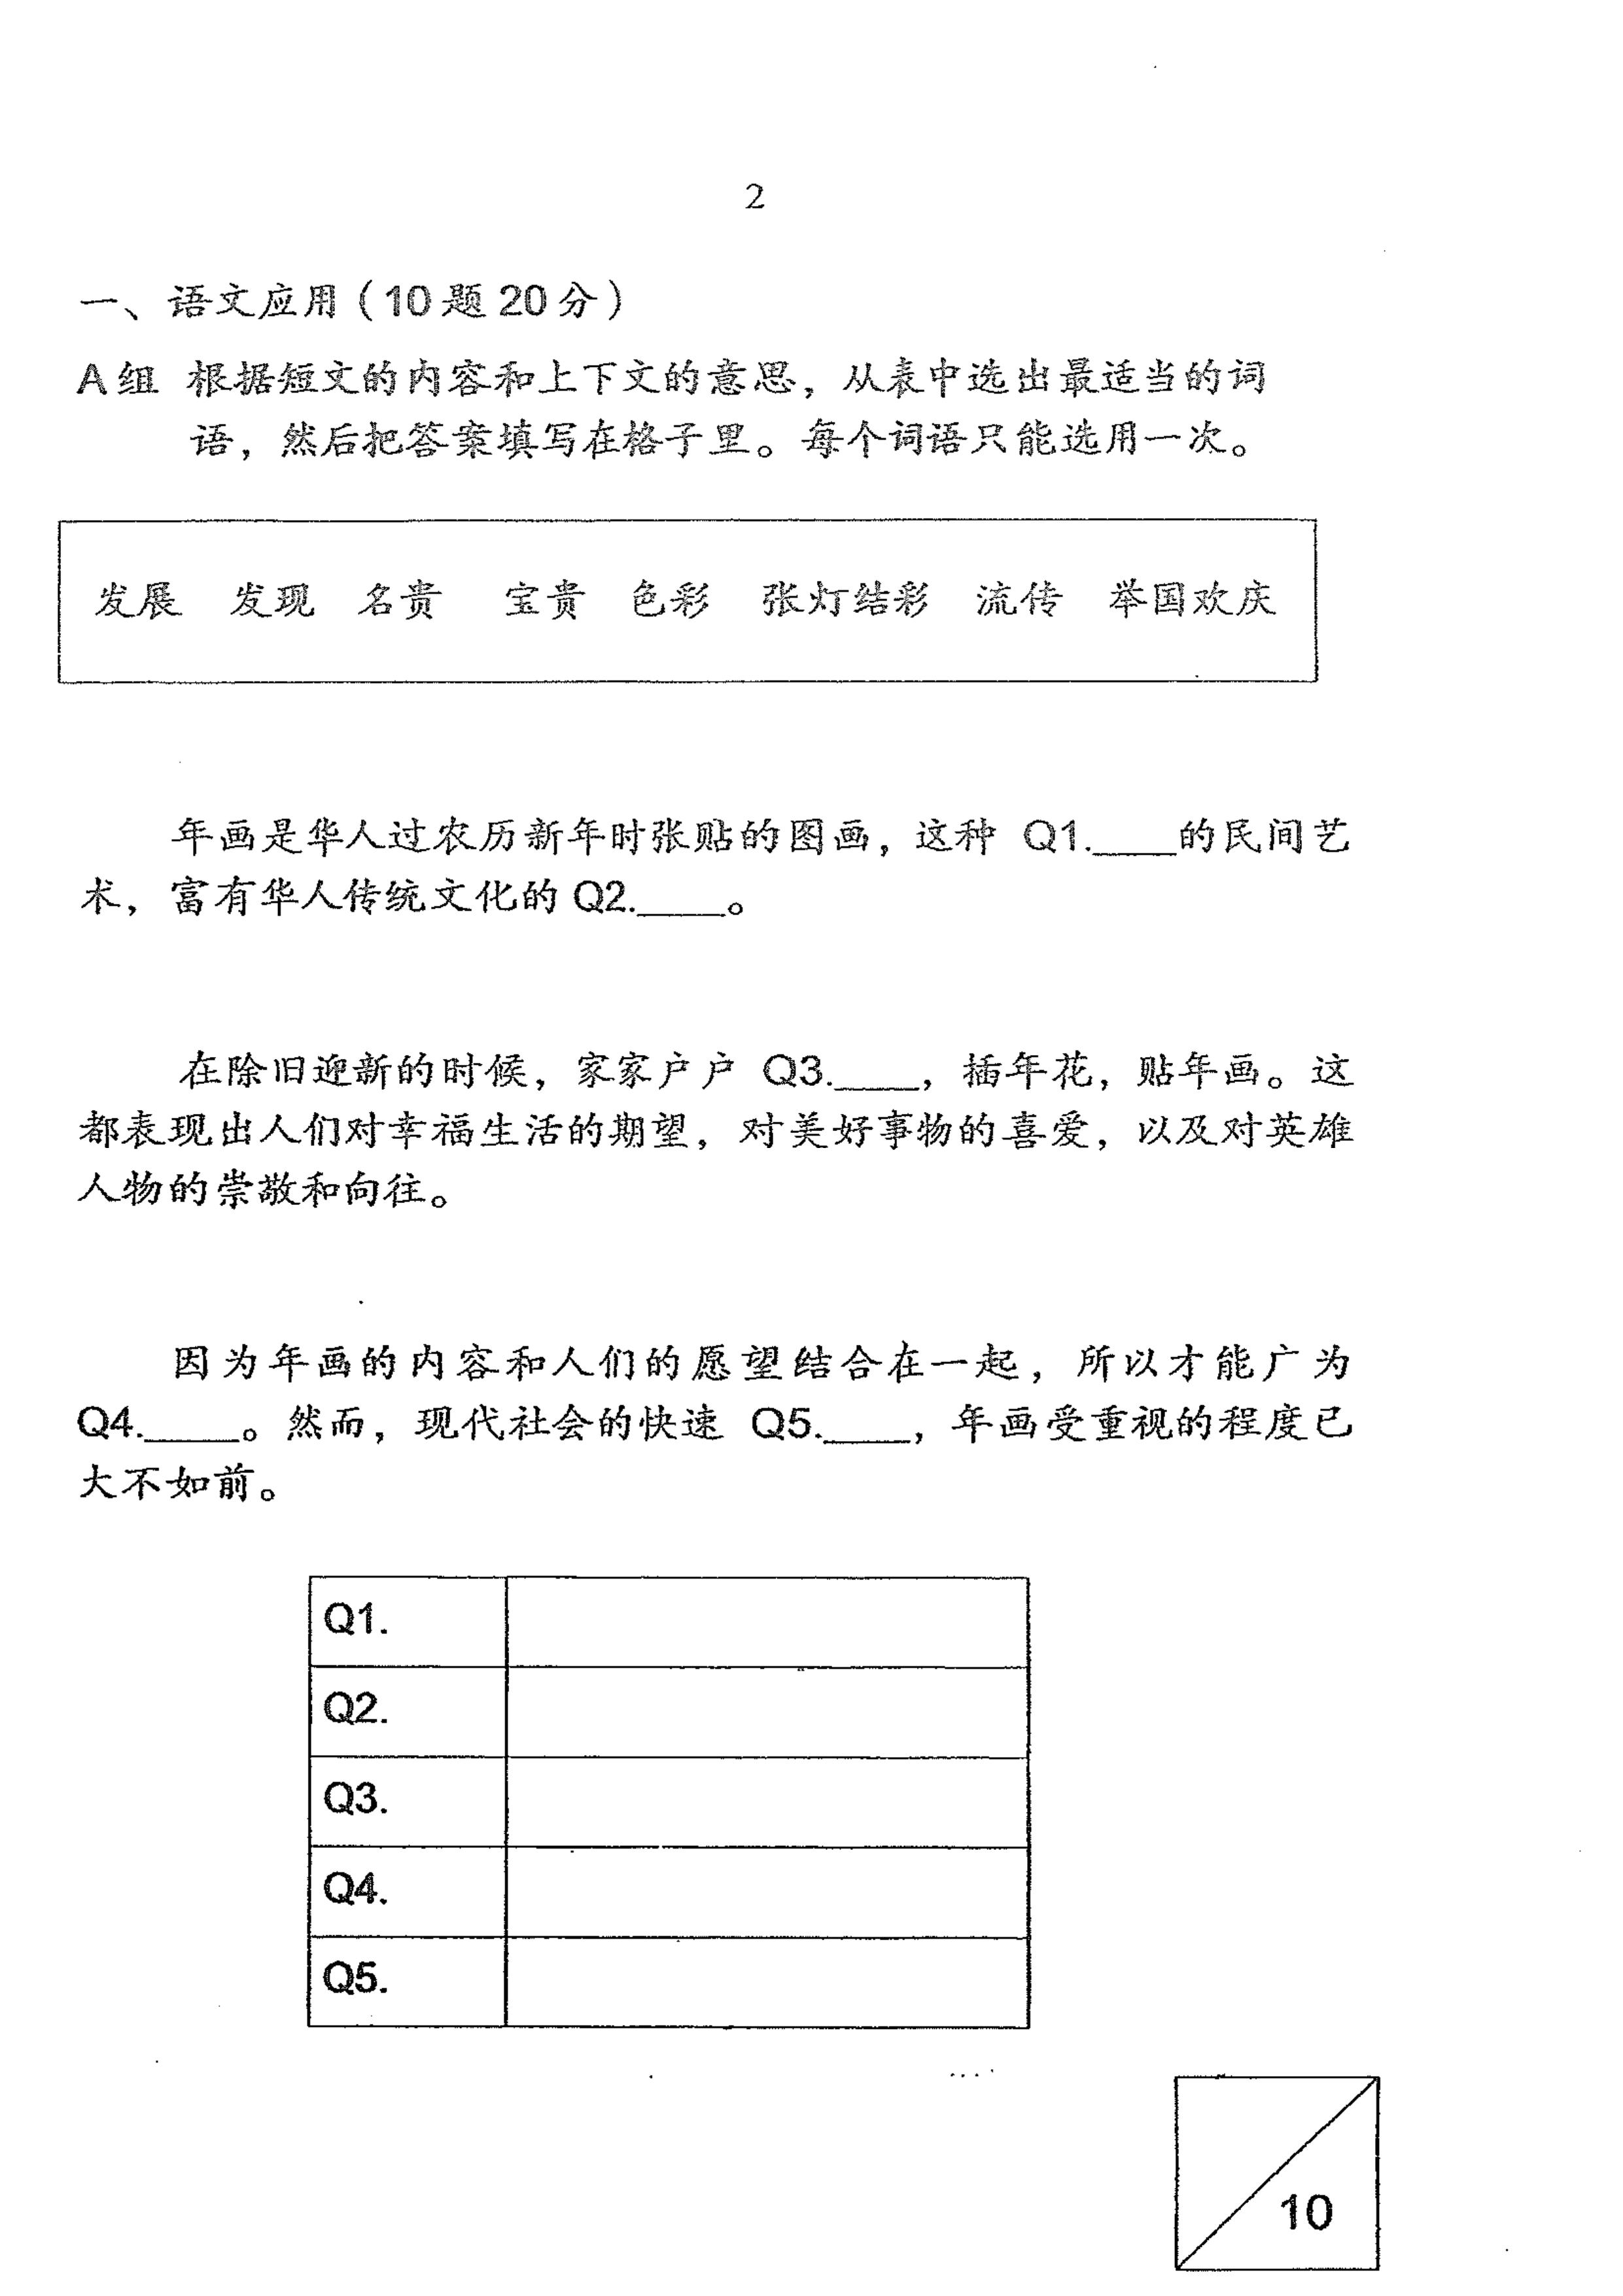 2
一、语文应用（10题20分）
A组 根据短文的内容和上下文的意思，从表中选出最适当的词
语，然后把答案填写在格子里。每个词语只能选用一次。
发展 发现 名贵 宝贵 色彩 张灯结彩 流传 举国欢庆
年画是华人过农历新年时张贴的图画，这种 Q1.____的民间艺
术，富有华人传统文化的 Q2.____。
在除旧迎新的时候，家家户户 Q3.____，插年花，贴年画。这
都表现出人们对幸福生活的期望，对美好事物的喜爱，以及对英雄
人物的崇敬和向往。
因为年画的内容和人们的愿望结合在一起，所以才能广为
Q4.____。然而，现代社会的快速 Q5.____，年画受重视的程度已
大不如前。
Q1.
Q2.
Q3.
Q4.
Q5.
10